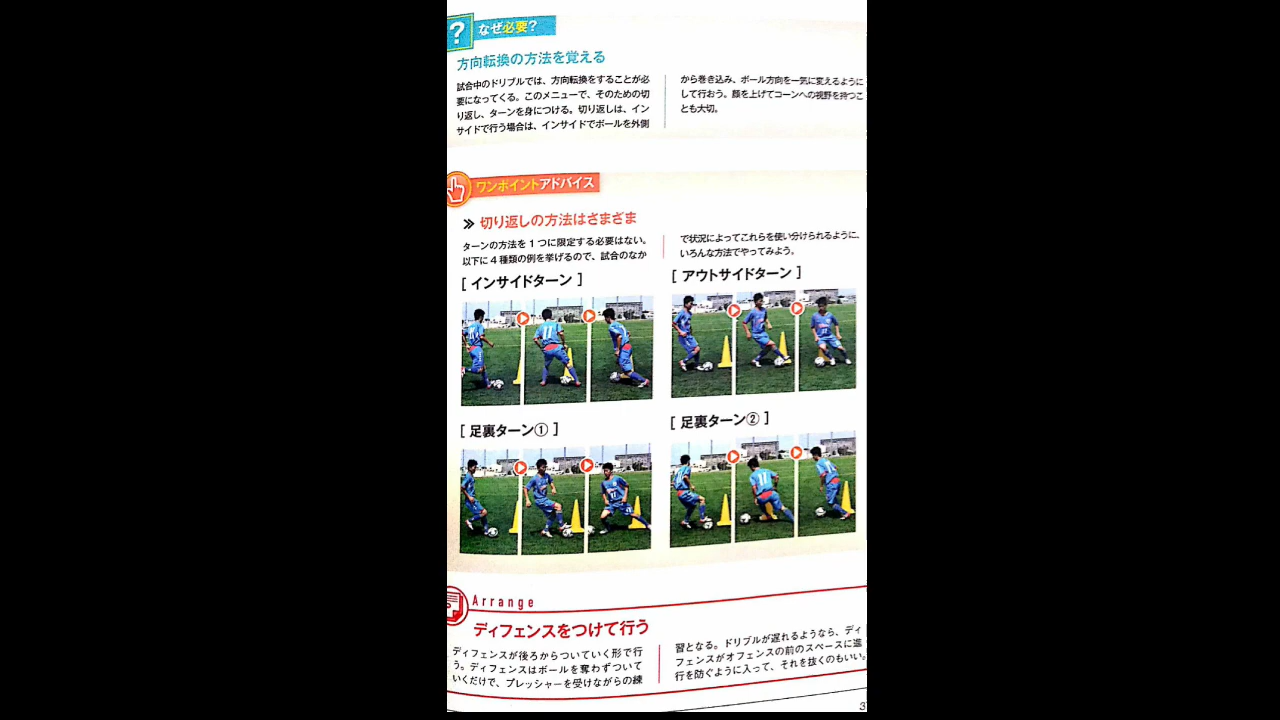 ?
なぜ必要?
方向転換の方法を覚える
試合中のドリブルでは、方向転換をすることが必
要になってくる。このメニューで、そのための切
り返し、ターンを身につける。切り返しは、イン
サイドで行う場合は、インサイドでボールを外側
から巻き込み、ボール方向を一気に変えるように
して行おう。顔を上げてコーンへの視野を持つこ
とも大切。
ワンポイントアドバイス
≫ 切り返しの方法はさまざま
ターンの方法を1つに限定する必要はない。
以下に4種類の例を挙げるので、試合のなか
で状況によってこれらを使い分けられるように、
いろんな方法でやってみよう。
[ インサイドターン ]
[ アウトサイドターン ]
11
[ 足裏ターン① ]
[ 足裏ターン② ]
11
Arrange
ディフェンスをつけて行う
ディフェンスが後ろからついていく形で行
う。ディフェンスはボールを奪わずついて
いくだけで、プレッシャーを受けながらの練
習となる。ドリブルが遅れるようなら、ディ
フェンスがオフェンスの前のスペースに進
行を防ぐように入って、それを抜くのもいい。